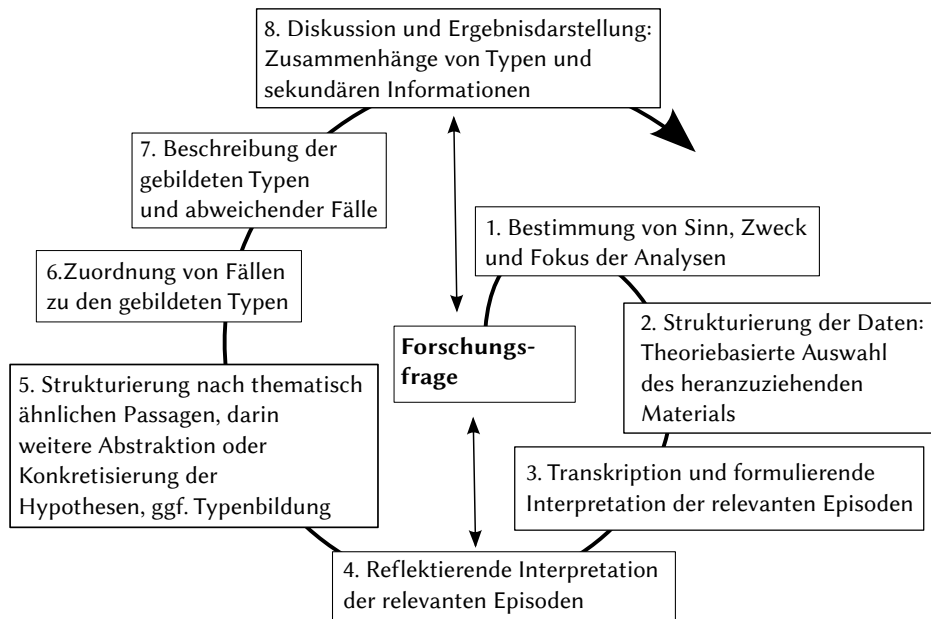 8. Diskussion und Ergebnisdarstellung:
Zusammenhänge von Typen und
sekundären Informationen
7. Beschreibung der
gebildeten Typen
und abweichender Fälle
1. Bestimmung von Sinn, Zweck
und Fokus der Analysen
6.Zuordnung von Fällen
zu den gebildeten Typen
2. Strukturierung der Daten:
Theoriebasierte Auswahl
des heranzuziehenden
Materials
Forschungs-
frage
5. Strukturierung nach thematisch
ähnlichen Passagen, darin
weitere Abstraktion oder
Konkretisierung der
Hypothesen, ggf. Typenbildung
3. Transkription und formulierende
Interpretation der relevanten Episoden
4. Reflektierende Interpretation
der relevanten Episoden